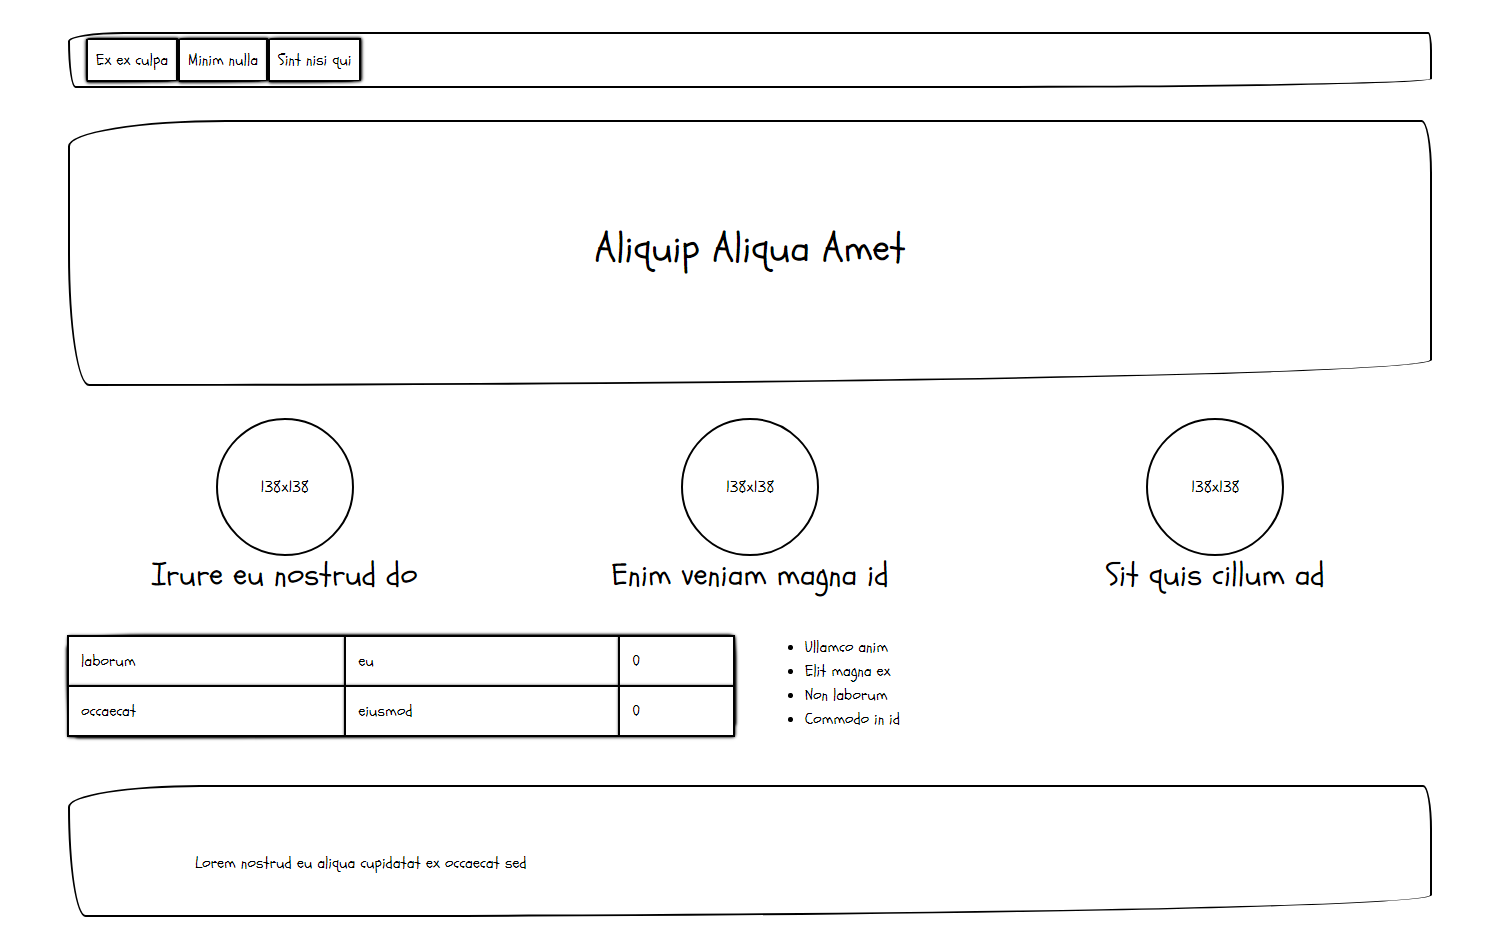 Ex ex culpa Minim nulla Sint nisi qui
Aliquip Aliqua Amet
138x138 138x138 138x138
Irure eu nostrud do Enim veniam magna id Sit quis cillum ad
laborum eu 0
occaecat eiusmod 0
Ullamco anim
Elit magna ex
Non laborum
Commodo in id
Lorem nostrud eu aliqua cupidatat ex occaecat sed